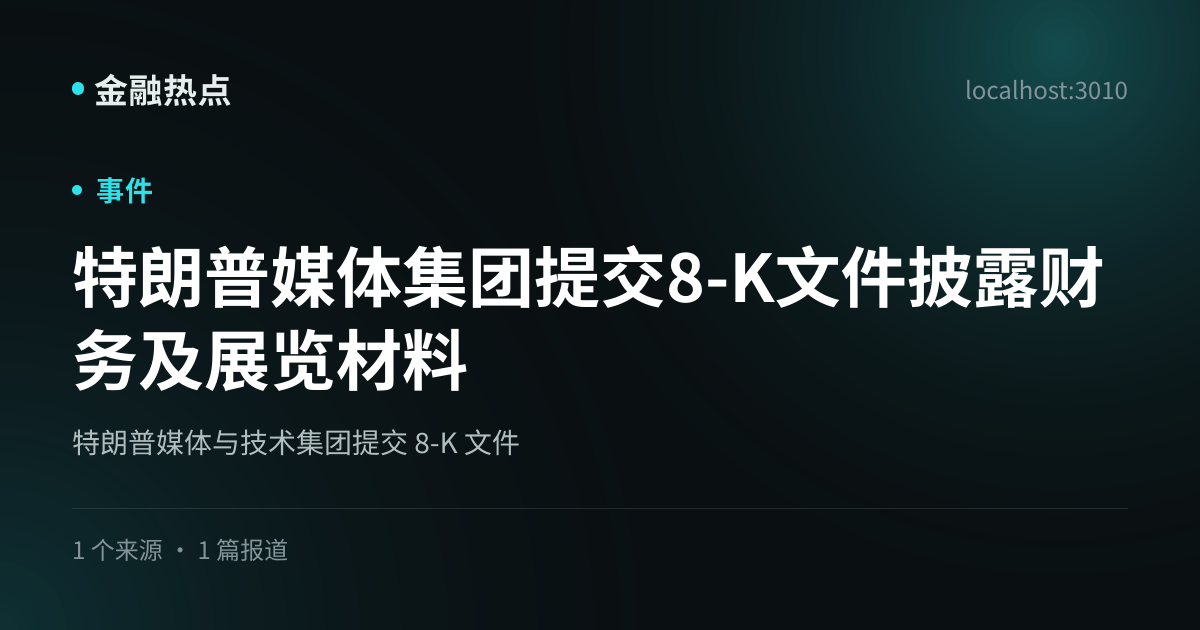 金融热点
localhost:3010
事件
特朗普媒体集团提交8-K文件披露财
务及展览材料
特朗普媒体与技术集团提交 8-K 文件
1 个来源 · 1 篇报道